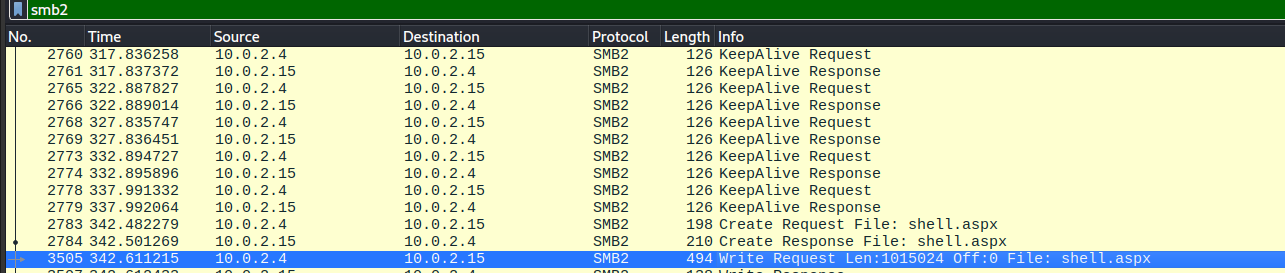 smb2
No. Time Source Destination Protocol Length Info
2760 317.836258 10.0.2.4 10.0.2.15 SMB2 126 KeepAlive Request
2761 317.837372 10.0.2.15 10.0.2.4 SMB2 126 KeepAlive Response
2765 322.887827 10.0.2.4 10.0.2.15 SMB2 126 KeepAlive Request
2766 322.889014 10.0.2.15 10.0.2.4 SMB2 126 KeepAlive Response
2768 327.835747 10.0.2.4 10.0.2.15 SMB2 126 KeepAlive Request
2769 327.836451 10.0.2.15 10.0.2.4 SMB2 126 KeepAlive Response
2773 332.894727 10.0.2.4 10.0.2.15 SMB2 126 KeepAlive Request
2774 332.895896 10.0.2.15 10.0.2.4 SMB2 126 KeepAlive Response
2778 337.991332 10.0.2.4 10.0.2.15 SMB2 126 KeepAlive Request
2779 337.992064 10.0.2.15 10.0.2.4 SMB2 126 KeepAlive Response
2783 342.482279 10.0.2.4 10.0.2.15 SMB2 198 Create Request File: shell.aspx
2784 342.501269 10.0.2.15 10.0.2.4 SMB2 210 Create Response File: shell.aspx
3505 342.611215 10.0.2.4 10.0.2.15 SMB2 494 Write Request Len:1015024 Off:0 File: shell.aspx